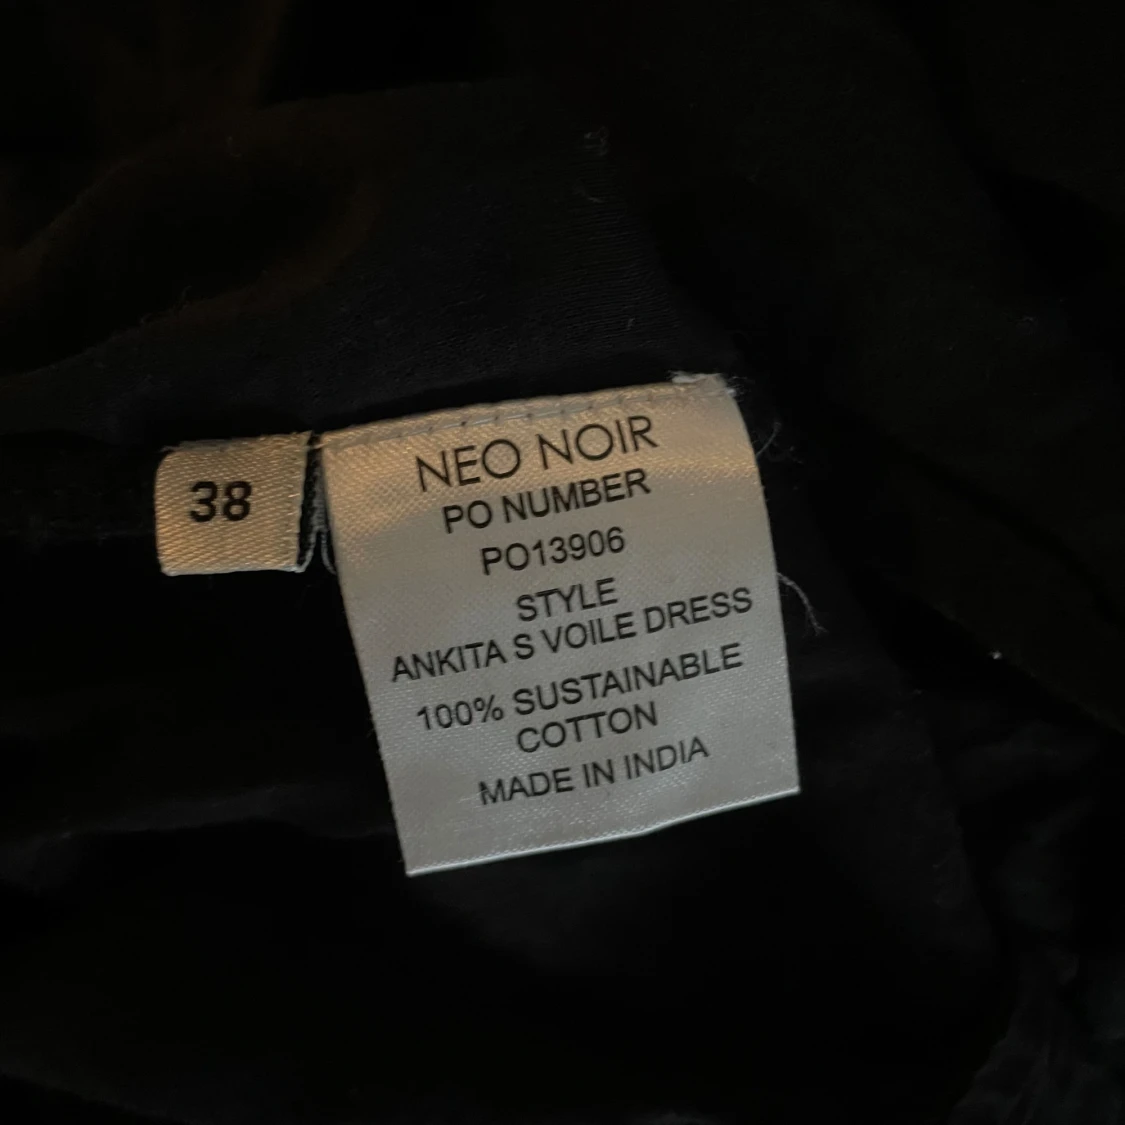 38
NEO NOIR
PO NUMBER
PO13906
STYLE
ANKITA S VOILE DRESS
100% SUSTAINABLE
COTTON
MADE IN INDIA